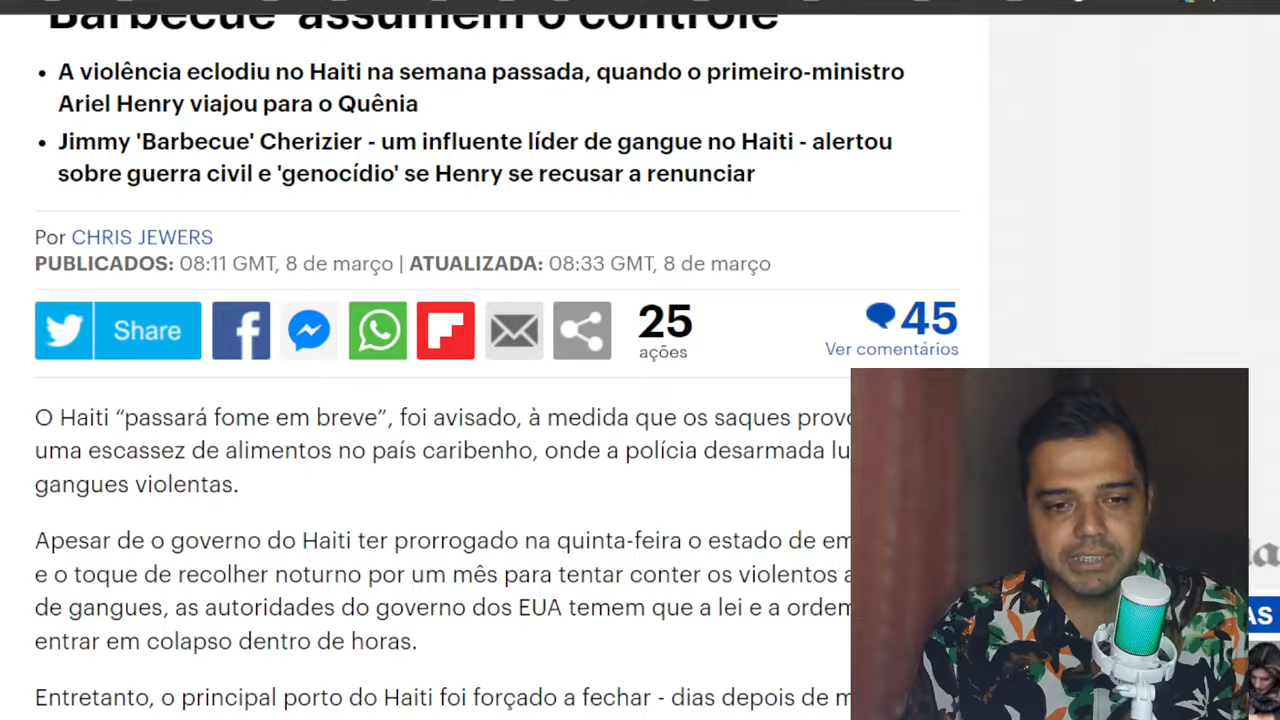 'Barbecue' assumem o controle
• A violência eclodiu no Haiti na semana passada, quando o primeiro-ministro
Ariel Henry viajou para o Quênia
• Jimmy 'Barbecue' Cherizier - um influente líder de gangue no Haiti - alertou
sobre guerra civil e 'genocídio' se Henry se recusar a renunciar
Por CHRIS JEWERS
PUBLICADOS: 08:11 GMT, 8 de março | ATUALIZADA: 08:33 GMT, 8 de março
Share
25
ações
45
Ver comentários
O Haiti “passará fome em breve”, foi avisado, à medida que os saques
uma escassez de alimentos no país caribenho, onde a polícia desarmada
gangues violentas.
Apesar de o governo do Haiti ter prorrogado na quinta-feira o estado de
e o toque de recolher noturno por um mês para tentar conter os violentos
de gangues, as autoridades do governo dos EUA temem que a lei e a ordem
entrar em colapso dentro de horas.
Entretanto, o principal porto do Haiti foi forçado a fechar - dias depois de